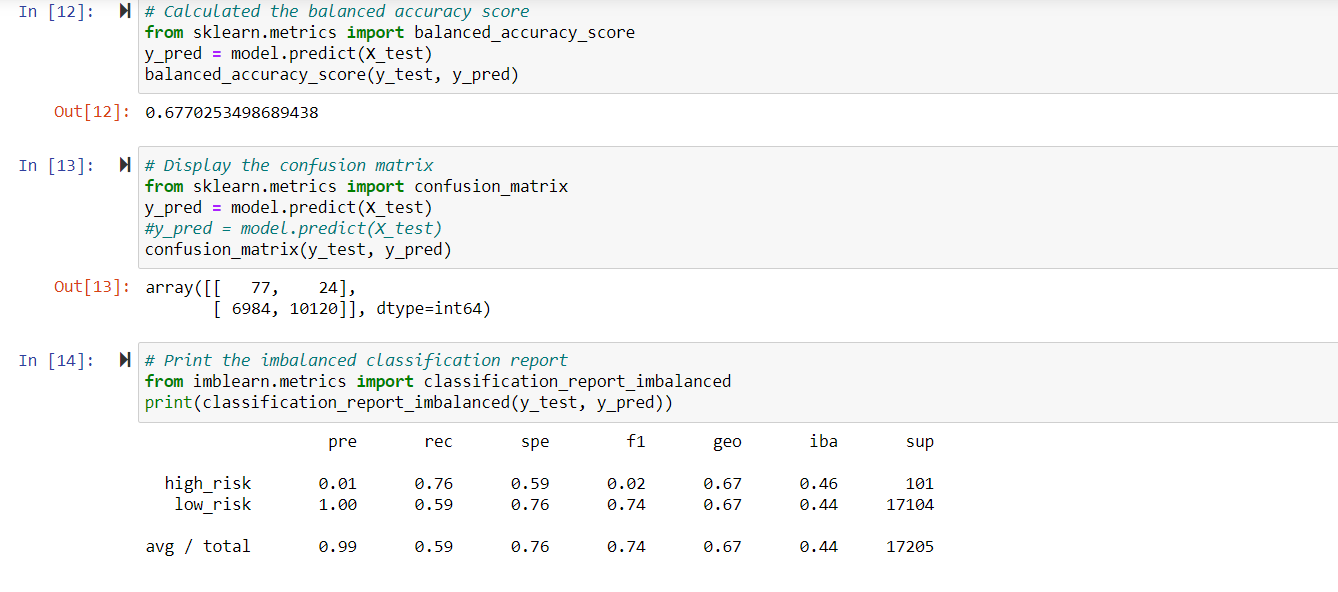 In [12]: # Calculated the balanced accuracy score
from sklearn.metrics import balanced_accuracy_score
y_pred = model.predict(X_test)
balanced_accuracy_score(y_test, y_pred)
Out[12]: 0.6770253498689438
In [13]: # Display the confusion matrix
from sklearn.metrics import confusion_matrix
y_pred = model.predict(X_test)
#y_pred = model.predict(X_test)
confusion_matrix(y_test, y_pred)
Out[13]: array([[   77,    24],
       [ 6984, 10120]], dtype=int64)
In [14]: # Print the imbalanced classification report
from imblearn.metrics import classification_report_imbalanced
print(classification_report_imbalanced(y_test, y_pred))
pre rec spe f1 geo iba sup
high_risk 0.01 0.76 0.59 0.02 0.67 0.46 101
low_risk 1.00 0.59 0.76 0.74 0.67 0.44 17104
avg / total 0.99 0.59 0.76 0.74 0.67 0.44 17205